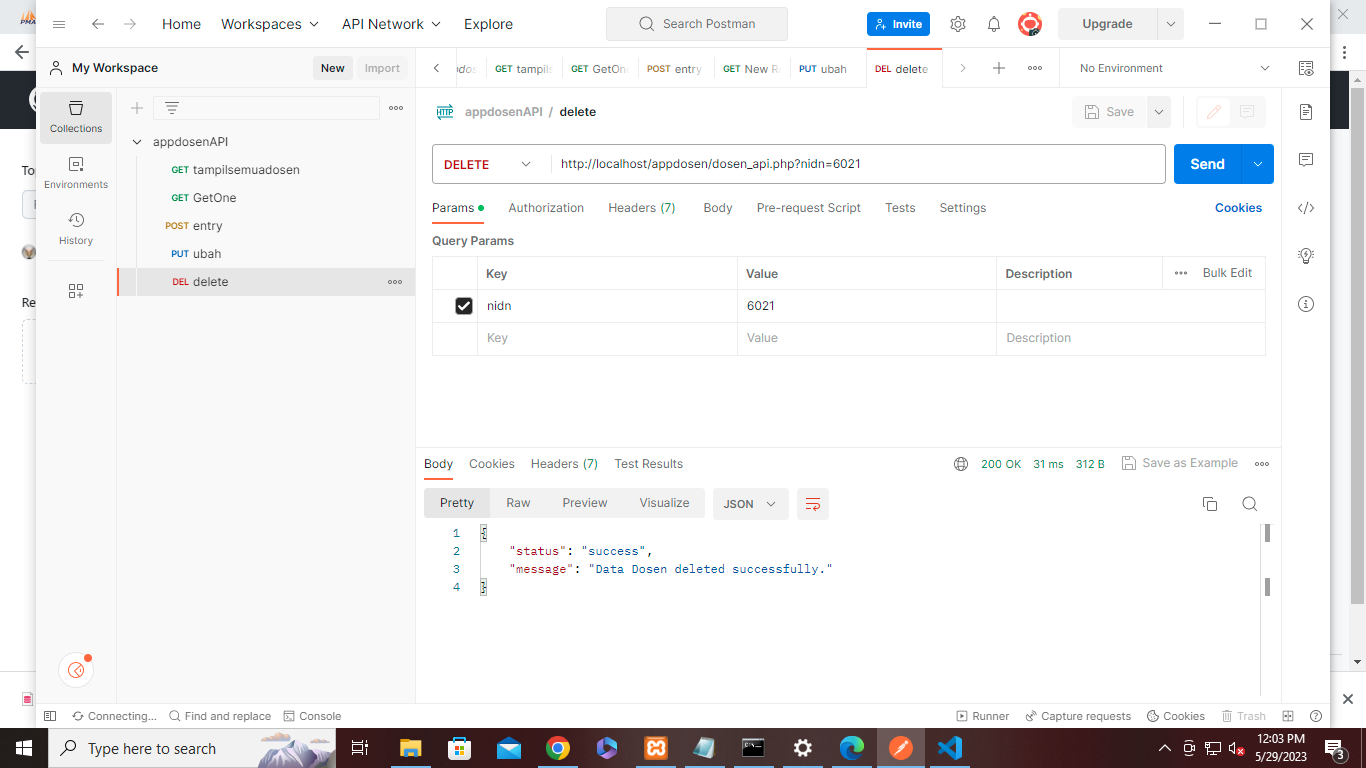 PMA
Home Workspaces API Network Explore Search Postman Invite Upgrade
My Workspace New Import
GET tampils GET GetOne POST entry GET New R PUT ubah DEL delete No Environment
Collections
appdosenAPI / delete Save
appdosenAPI
DELETE http://localhost/appdosen/dosen_api.php?nidn=6021 Send
GET tampilsemuadosen
To
Environments
GET GetOne
Params Authorization Headers (7) Body Pre-request Script Tests Settings Cookies
POST entry
History
Query Params
PUT ubah
Key Value Description Bulk Edit
DEL delete
Re
nidn 6021
Key Value Description
Body Cookies Headers (7) Test Results 200 OK 31 ms 312 B Save as Example
Pretty Raw Preview Visualize JSON
1 {
2 "status": "success",
3 "message": "Data Dosen deleted successfully."
4 }
Connecting... Find and replace Console Runner Capture requests Cookies Trash
Type here to search
12:03 PM
5/29/2023
3